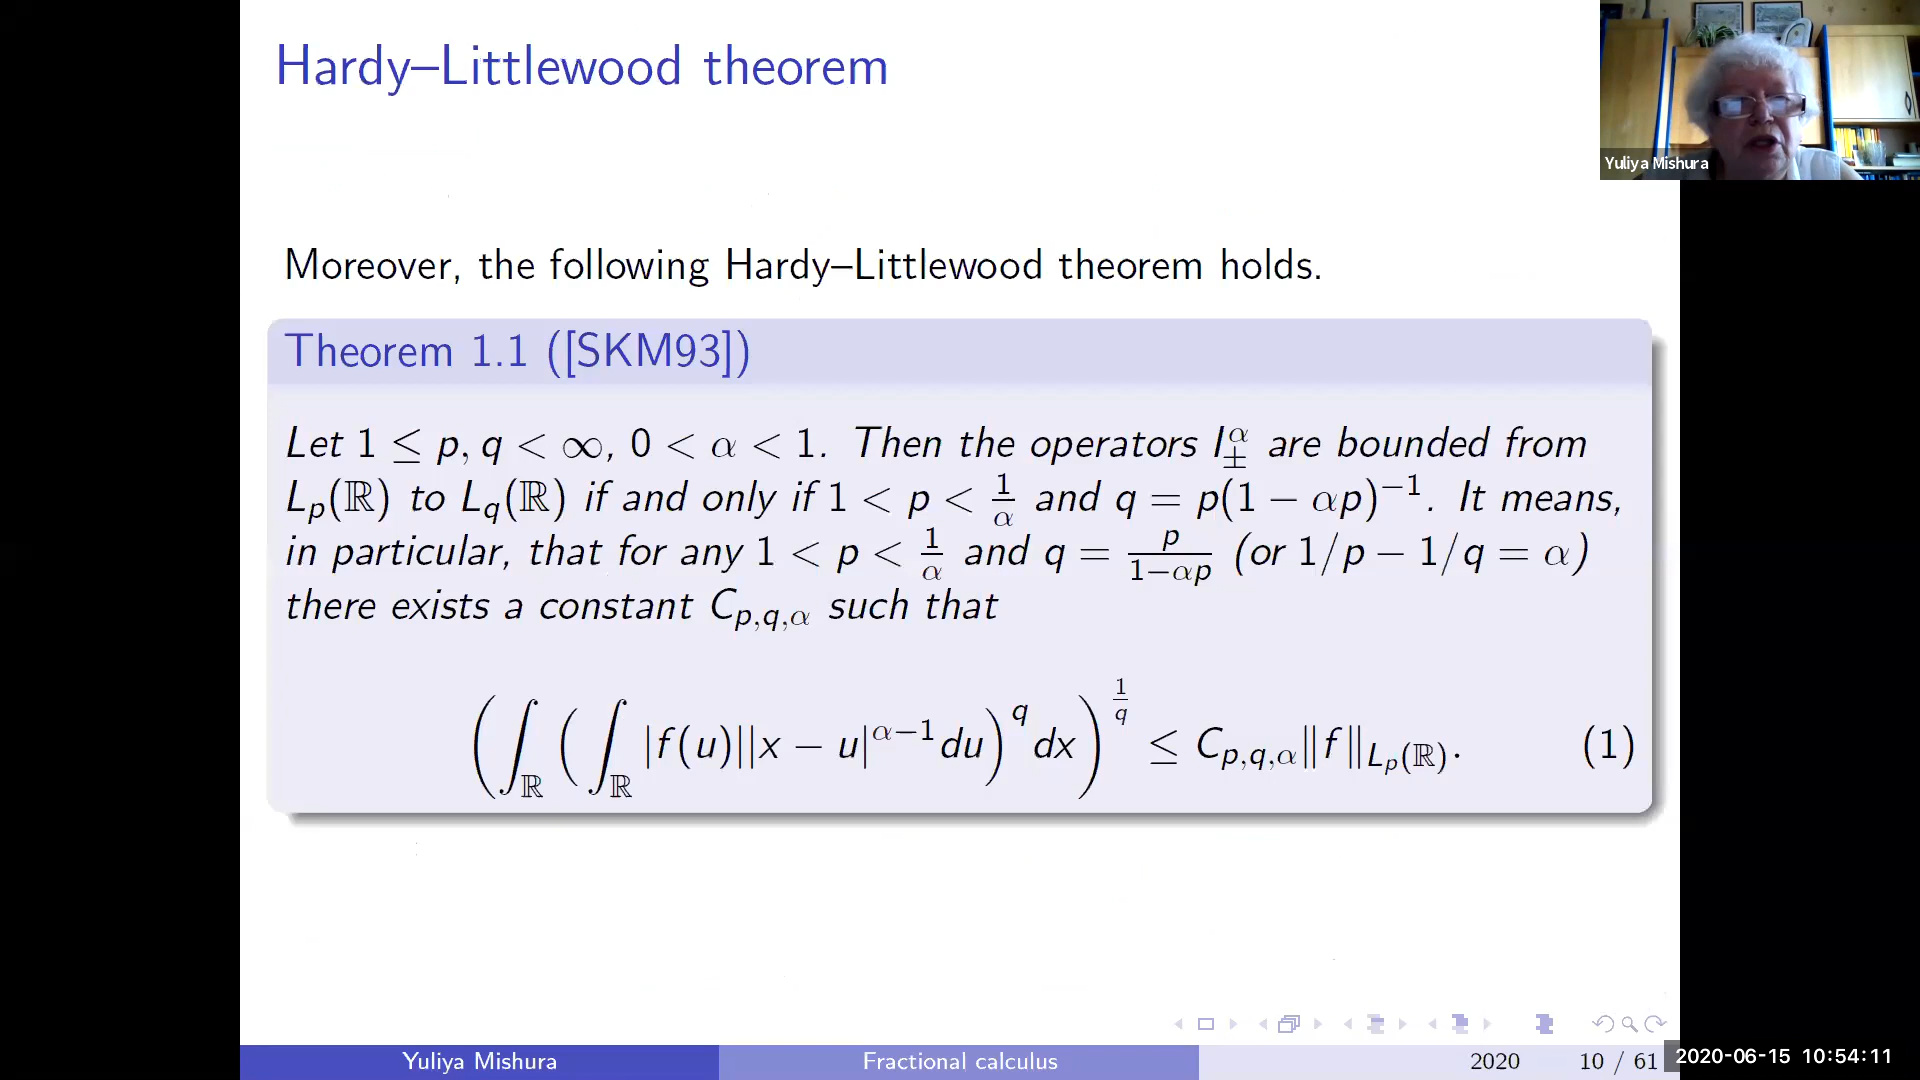 Hardy–Littlewood theorem
Yuliya Mishura
Moreover, the following Hardy–Littlewood theorem holds.
Theorem 1.1 ([SKM93])
Let 1 ≤ p, q < ∞, 0 < α < 1. Then the operators I^α_± are bounded from
L_p(ℝ) to L_q(ℝ) if and only if 1 < p < 1/α and q = p(1 − αp)^{−1}. It means,
in particular, that for any 1 < p < 1/α and q = p/(1−αp) (or 1/p − 1/q = α)
there exists a constant C_{p,q,α} such that
(∫_ℝ (∫_ℝ |f(u)||x − u|^{α−1} du)^q dx)^{1/q} ≤ C_{p,q,α}‖f‖_{L_p(ℝ)}. (1)
Yuliya Mishura Fractional calculus 2020 10 / 61
2020-06-15 10:54:11